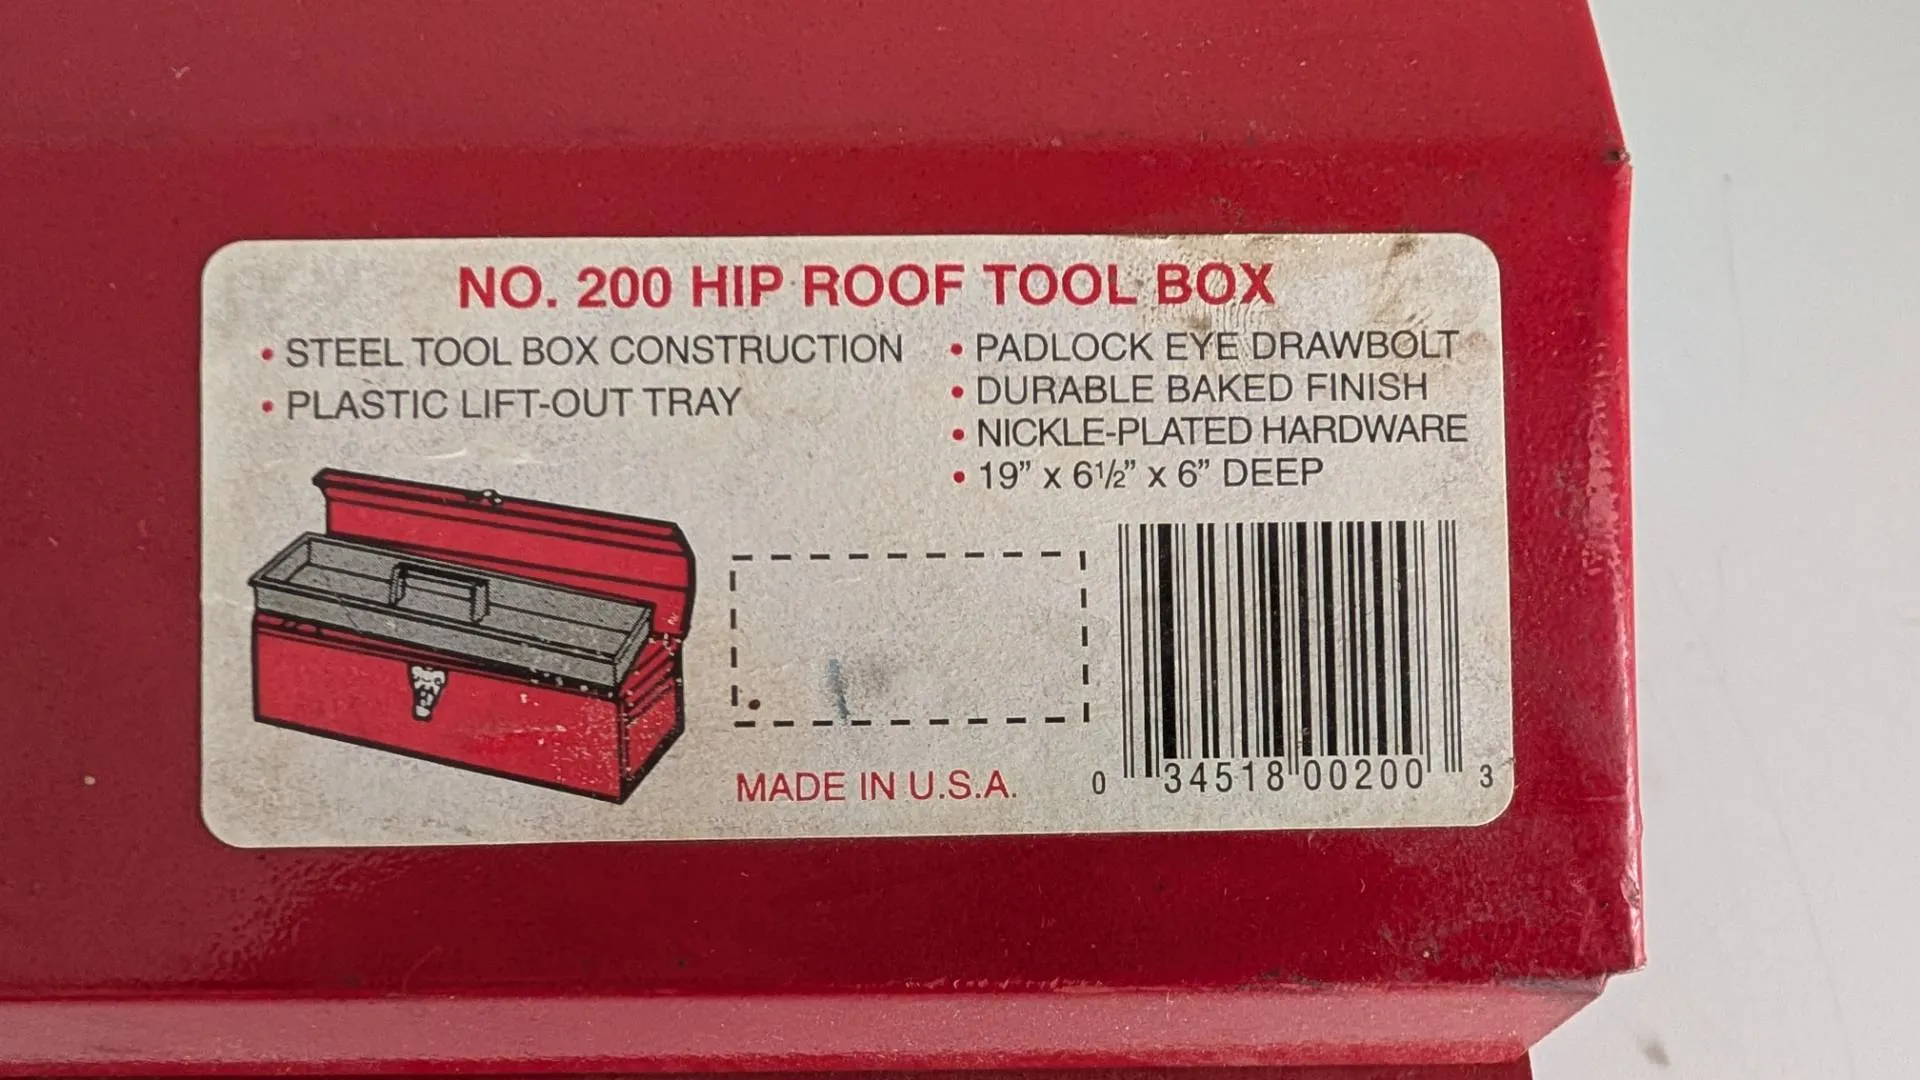 NO. 200 HIP ROOF TOOL BOX
• STEEL TOOL BOX CONSTRUCTION
• PLASTIC LIFT-OUT TRAY
• PADLOCK EYE DRAWBOLT
• DURABLE BAKED FINISH
• NICKLE-PLATED HARDWARE
• 19” x 6½” x 6” DEEP
MADE IN U.S.A.
0 34518 00200 3